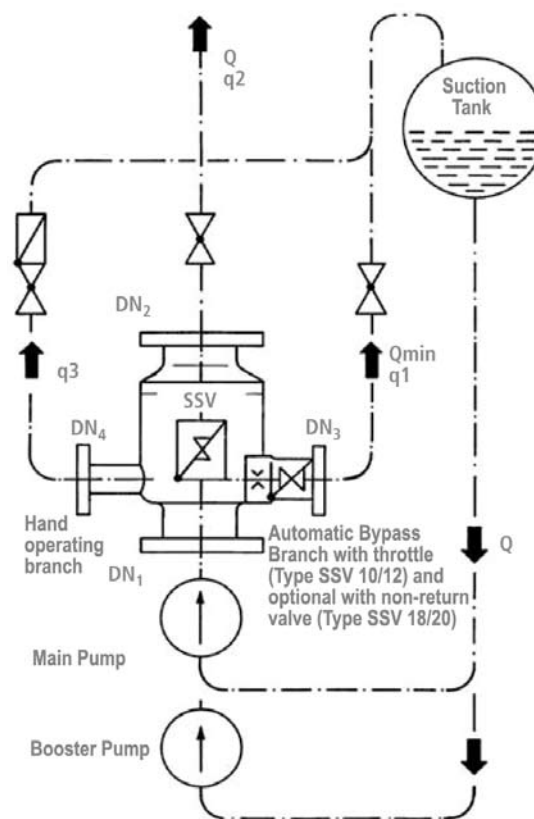 Q
q2
Suction
Tank
DN2
Qmin
q1
q3
SSV
DN4
DN3
Hand
operating
branch
Automatic Bypass
Branch with throttle
(Type SSV 10/12) and
optional with non-return
valve (Type SSV 18/20)
Q
DN1
Main Pump
Booster Pump